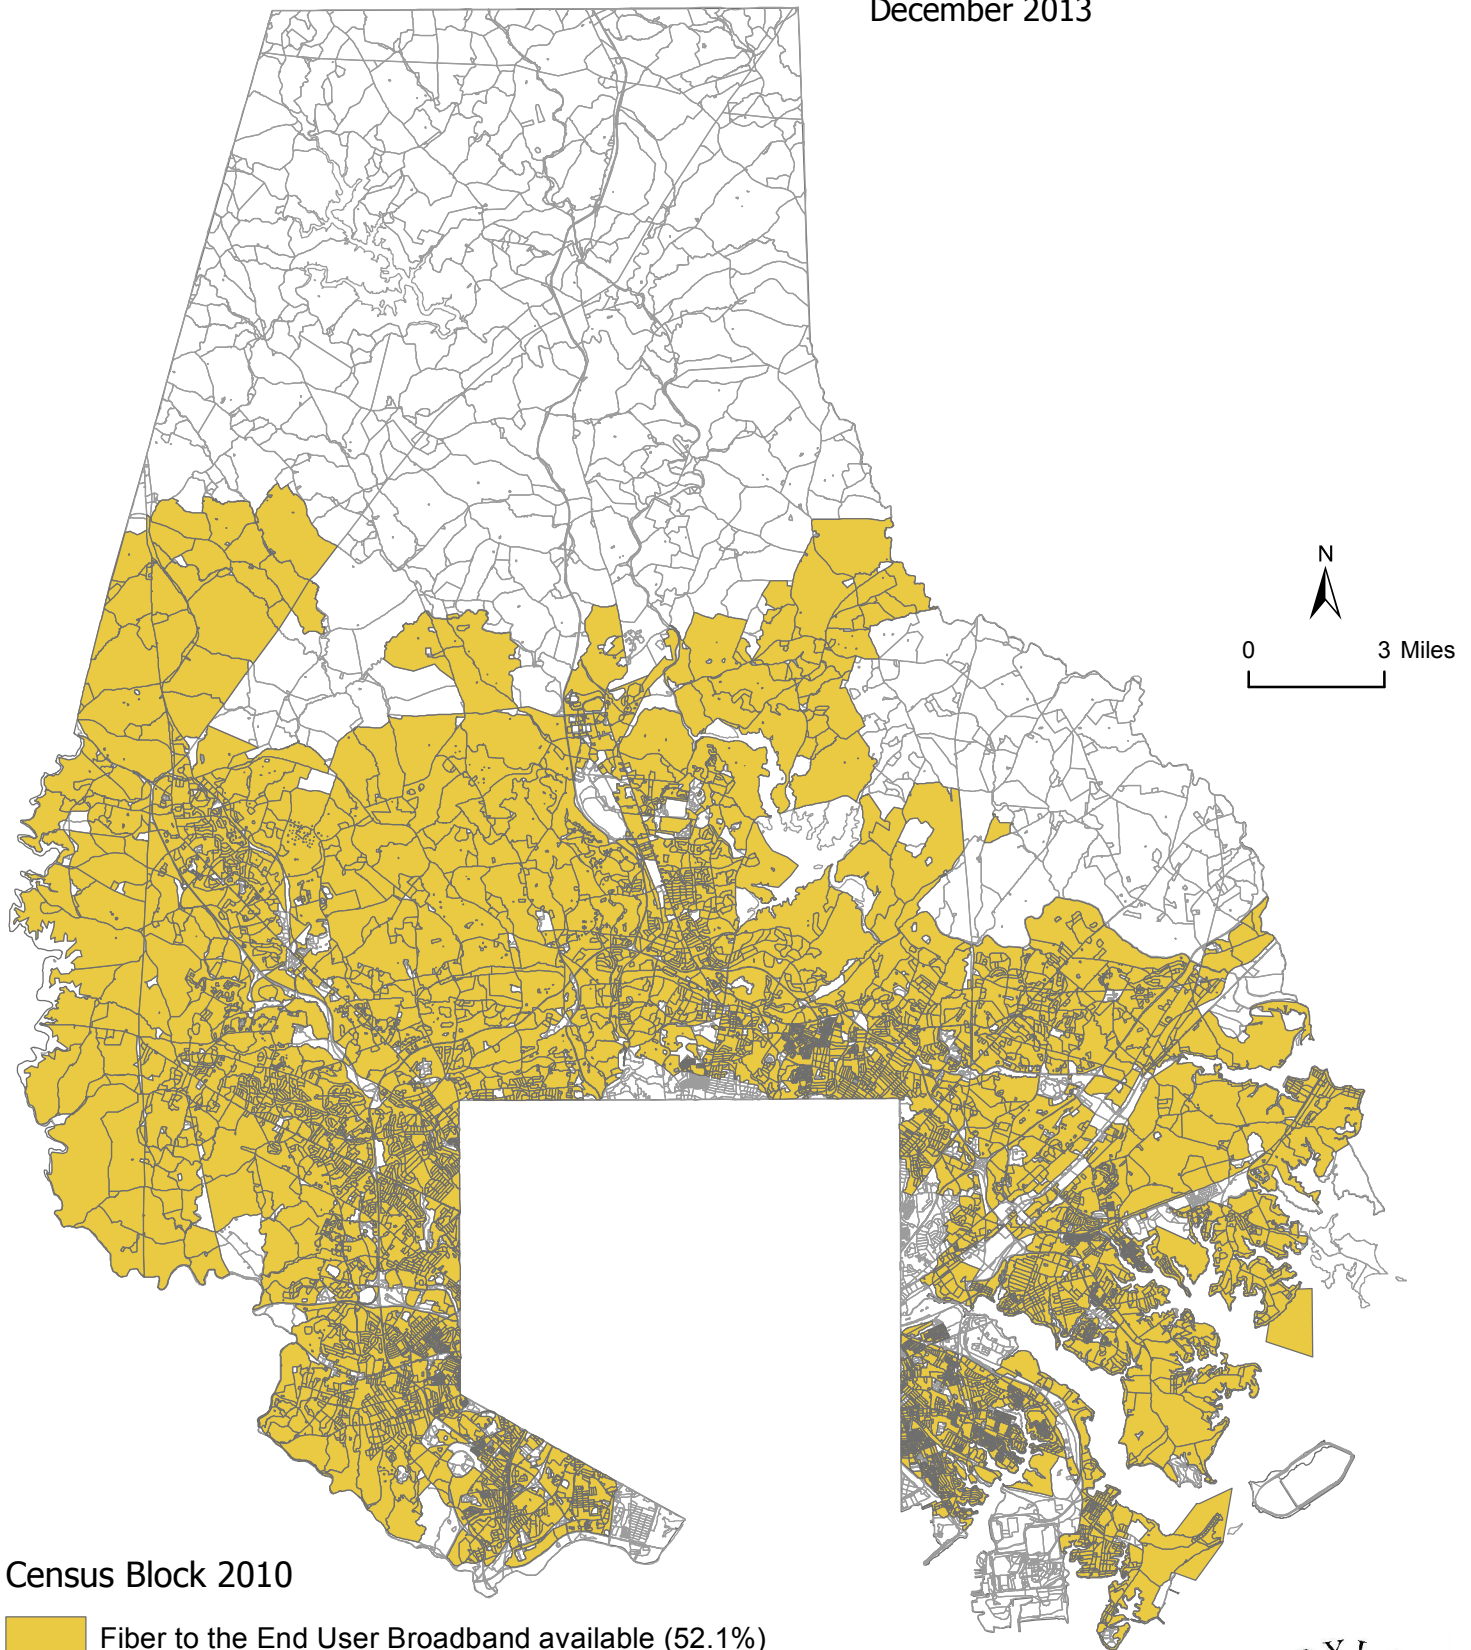 December 2013
N
0 3 Miles
Census Block 2010
Fiber to the End User Broadband available (52.1%)